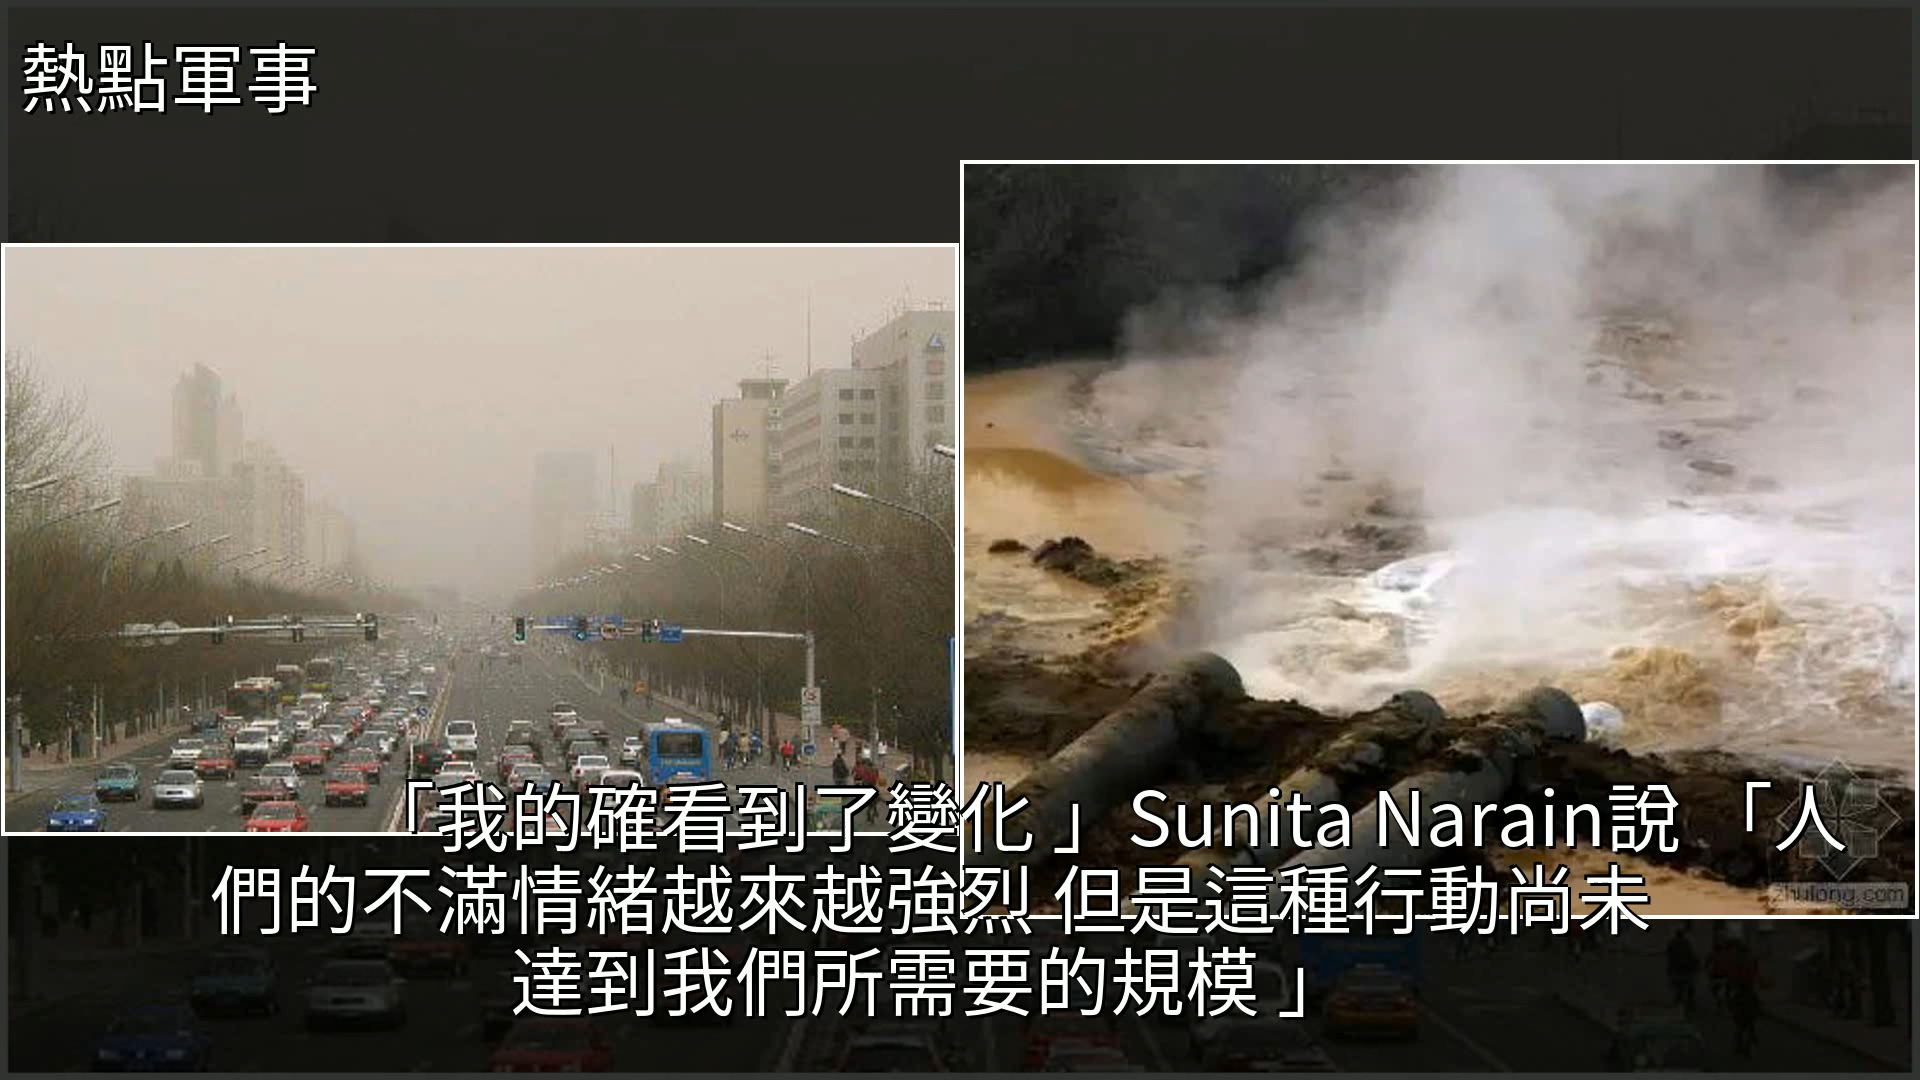 熱點軍事
「我的確看到了變化 」 Sunita Narain說 「人
們的不滿情緒越來越強烈 但是這種行動尚未
達到我們所需要的規模 」
zhulong.com